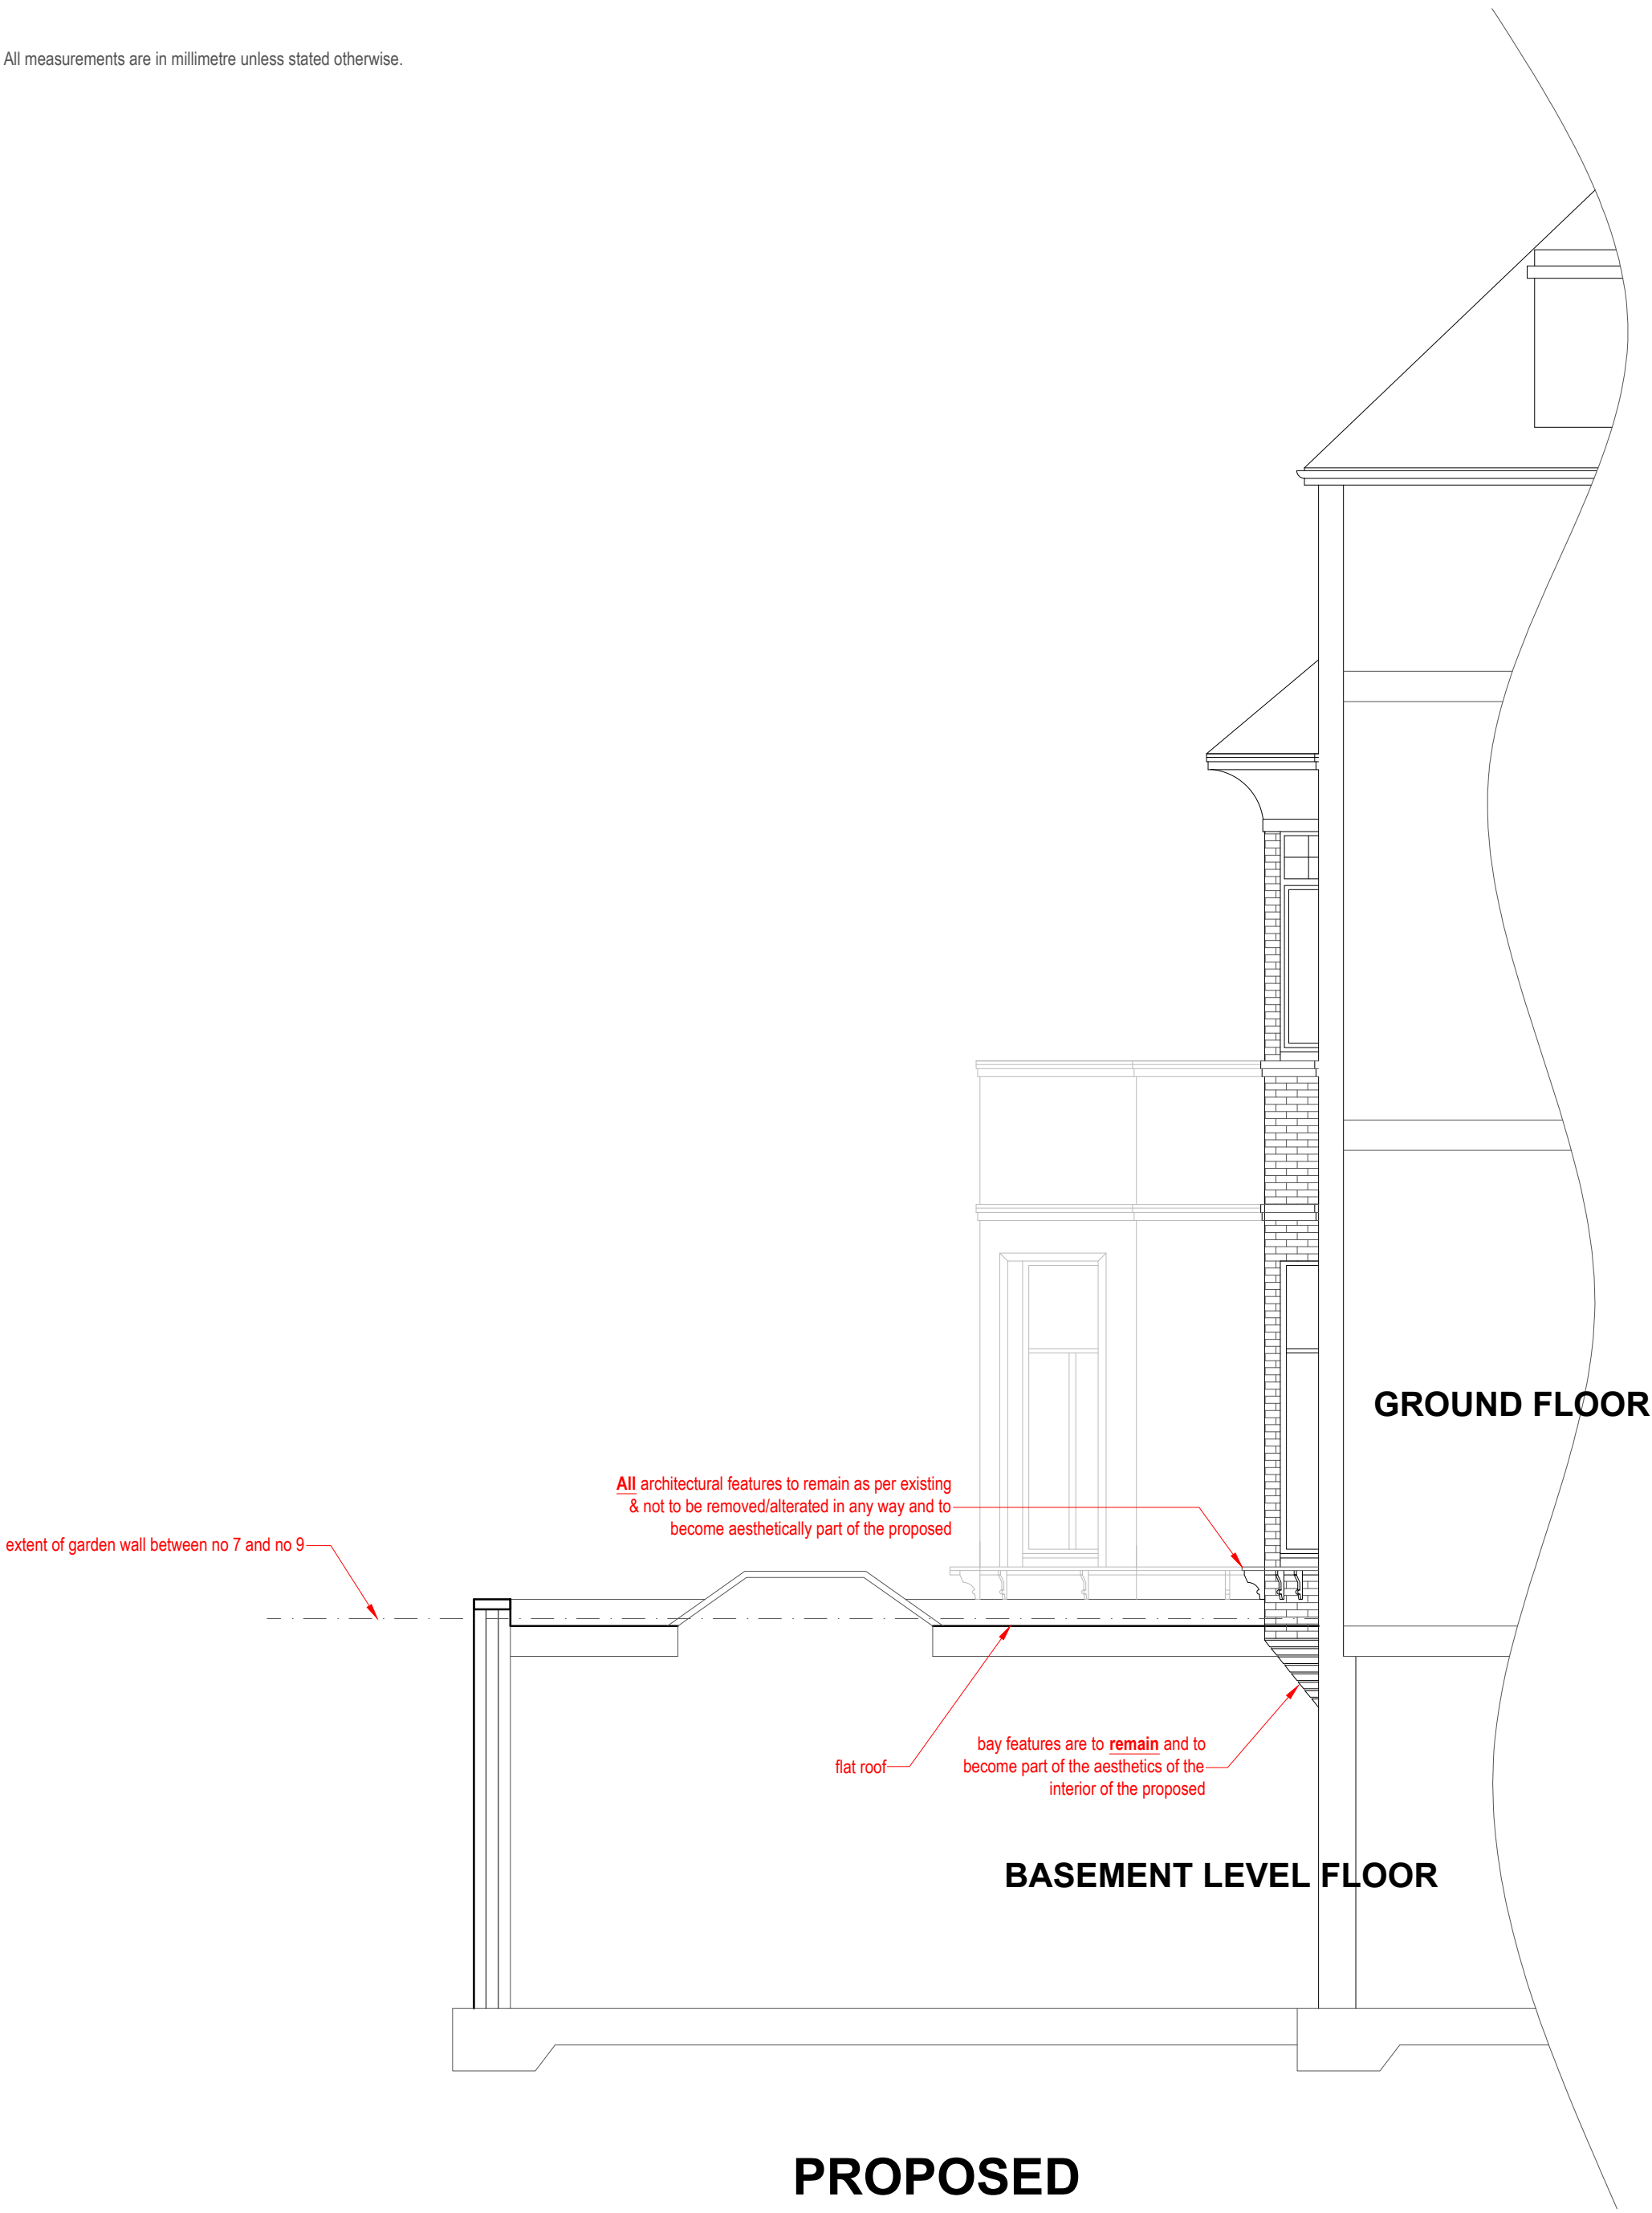 All measurements are in millimetre unless stated otherwise.
GROUND FLOOR
All architectural features to remain as per existing
& not to be removed/alterated in any way and to
become aesthetically part of the proposed
extent of garden wall between no 7 and no 9
bay features are to remain and to
become part of the aesthetics of the
interior of the proposed
flat roof
BASEMENT LEVEL FLOOR
PROPOSED